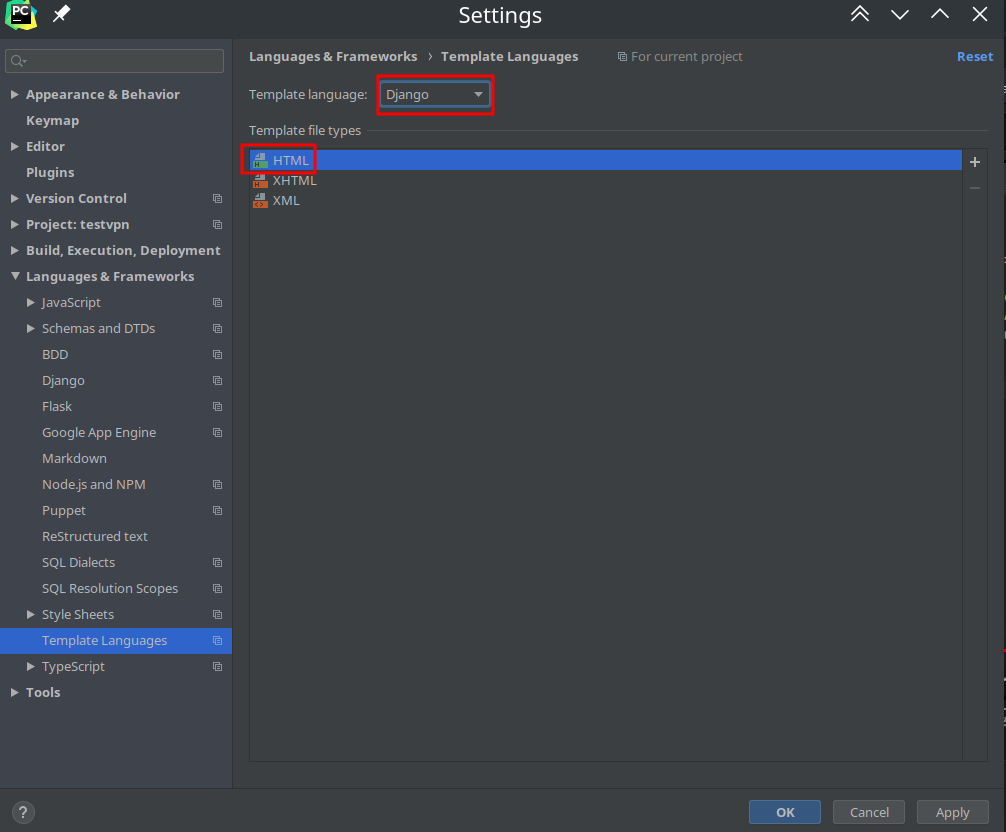 PC
Settings
Languages & Frameworks › Template Languages For current project Reset
Template language: Django
Template file types
HTML
XHTML
XML
Appearance & Behavior
Keymap
Editor
Plugins
Version Control
Project: testvpn
Build, Execution, Deployment
Languages & Frameworks
JavaScript
Schemas and DTDs
BDD
Django
Flask
Google App Engine
Markdown
Node.js and NPM
Puppet
ReStructured text
SQL Dialects
SQL Resolution Scopes
Style Sheets
Template Languages
TypeScript
Tools
?
OK Cancel Apply